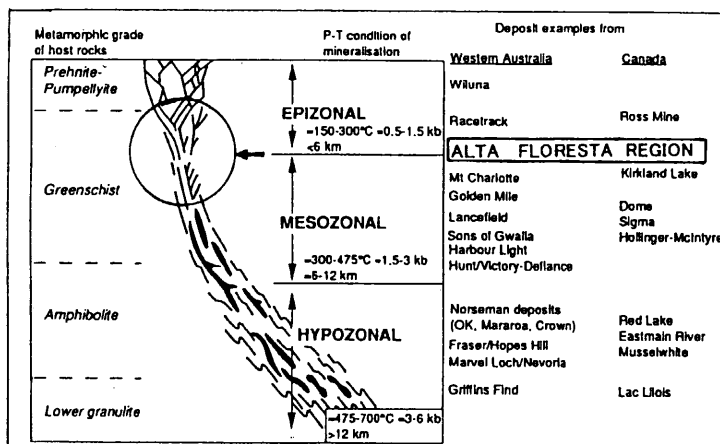 Metamorphic grade
of host rocks
P-T condition of
mineralisation
Deposit examples from
Western Australia
Canada
Prehnite-
Pumpellyite
Greenschist
Amphibolite
Lower granulite
EPIZONAL
=150-300°C =0.5-1.5 kb
<6 km
MESOZONAL
=300-475°C =1.5-3 kb
=6-12 km
HYPOZONAL
=475-700°C =3-6 kb
>12 km
Wiluna
Racetrack
Ross Mine
ALTA FLORESTA REGION
Mt Charlotte
Kirkland Lake
Golden Mile
Dome
Lancefield
Sigma
Sons of Gwalia
Hollinger-McIntyre
Harbour Light
Hunt/Victory-Defiance
Norseman deposits
(OK, Mararoa, Crown)
Red Lake
Eastmain River
Fraser/Hopes Hill
Musselwhite
Marvel Loch/Nevoria
Griffins Find
Lac Lilois